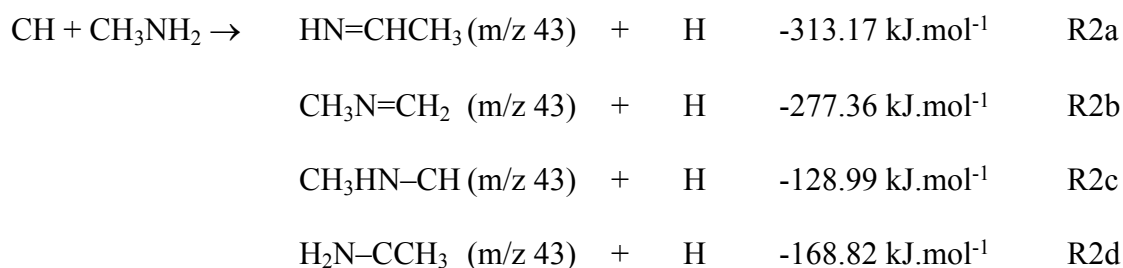 CH + CH₃NH₂ → HN=CHCH₃ (m/z 43) + H -313.17 kJ.mol⁻¹ R2a
CH₃N=CH₂ (m/z 43) + H -277.36 kJ.mol⁻¹ R2b
CH₃HN–CH (m/z 43) + H -128.99 kJ.mol⁻¹ R2c
H₂N–CCH₃ (m/z 43) + H -168.82 kJ.mol⁻¹ R2d